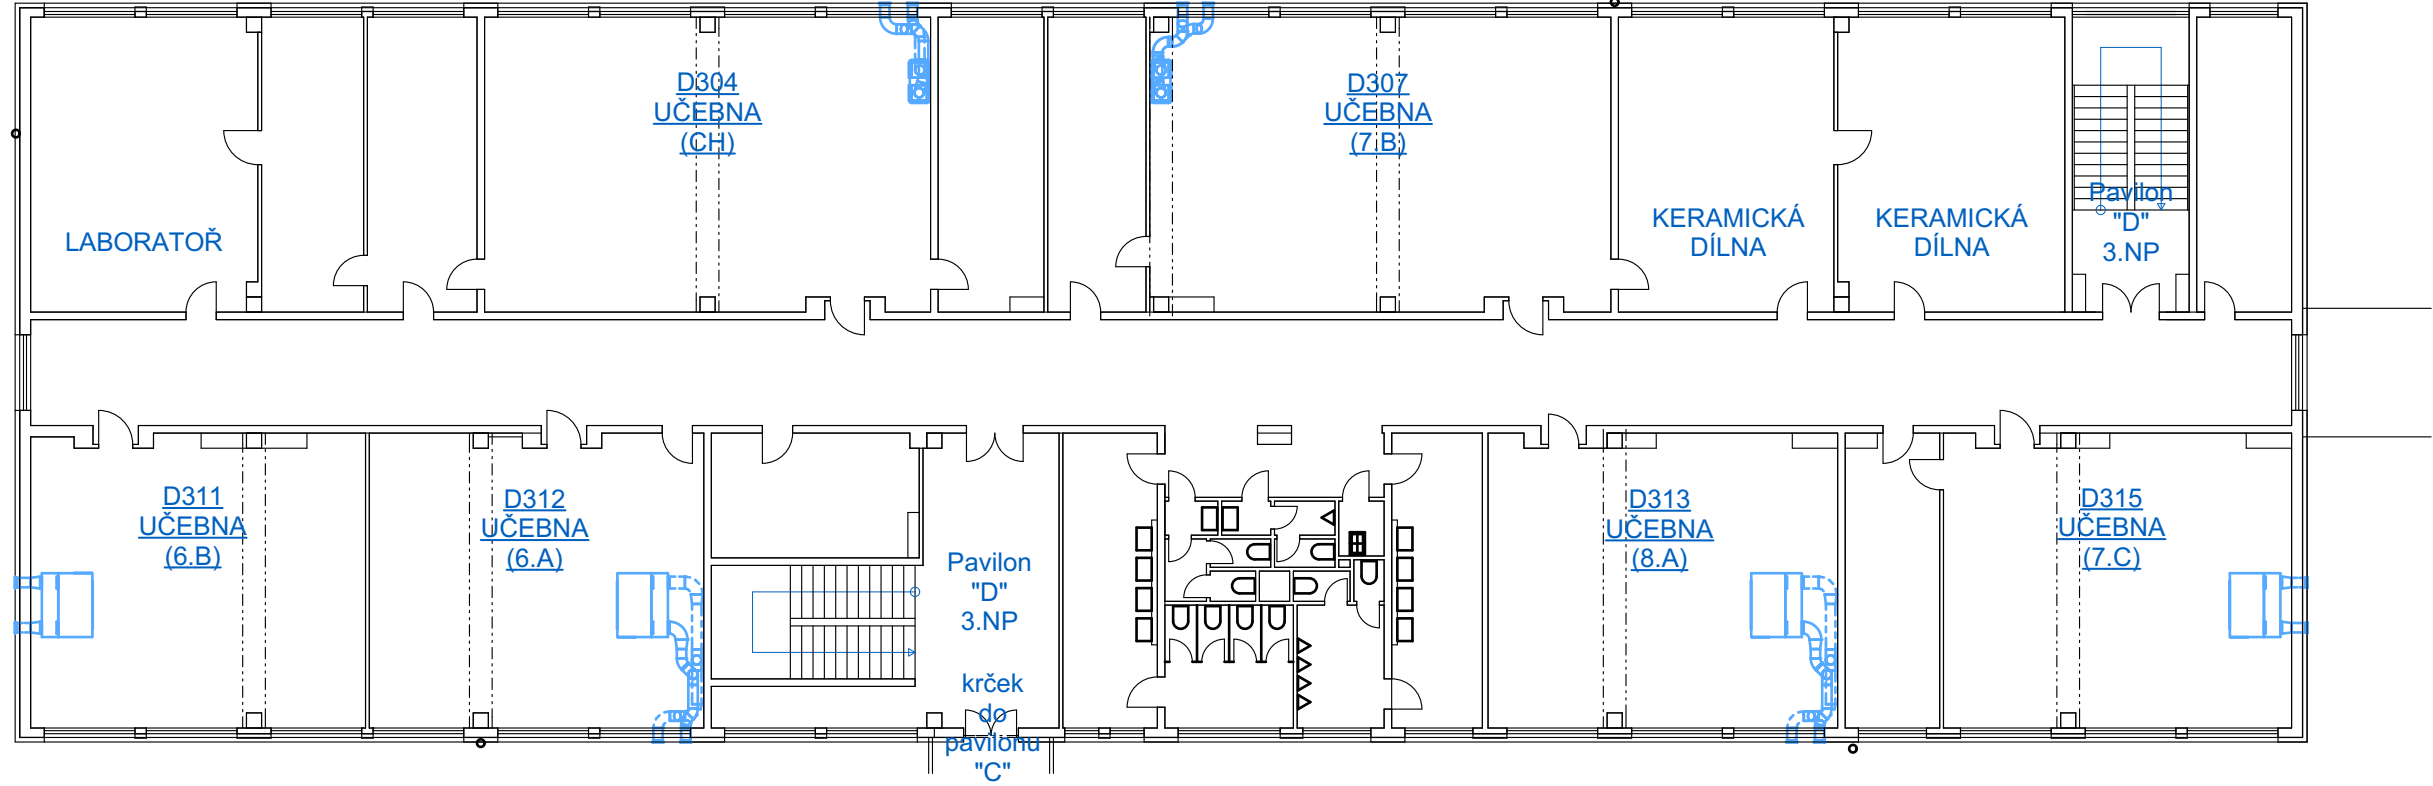 D304
UČEBNA
(CH)
D307
UČEBNA
(7.B)
LABORATOŘ
KERAMICKÁ
DÍLNA
KERAMICKÁ
DÍLNA
Pavilon
"D"
3.NP
D311
UČEBNA
(6.B)
D312
UČEBNA
(6.A)
Pavilon
"D"
3.NP
krček
do
pavilonu
"C"
D313
UČEBNA
(8.A)
D315
UČEBNA
(7.C)